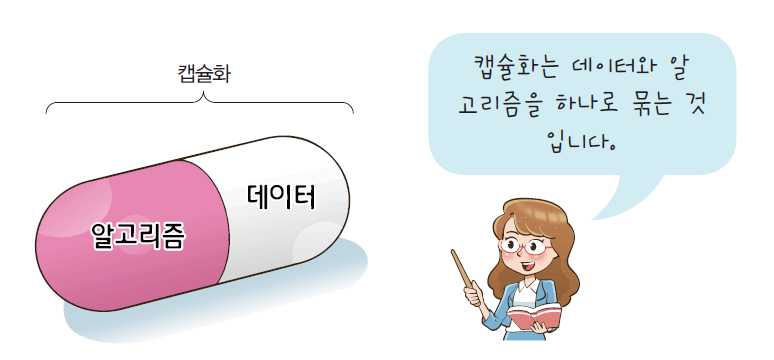 캡슐화
알고리즘
데이터
캡슐화는 데이터와 알
고리즘을 하나로 묶는 것
입니다.